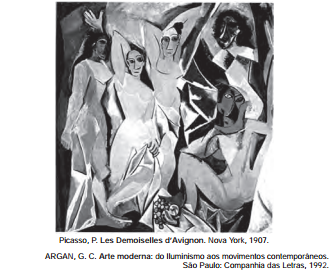 Picasso, P. Les Demoiselles d'Avignon. Nova York, 1907.
ARGAN, G. C. Arte moderna: do Iluminismo aos movimentos contemporâneos.
São Paulo: Companhia das Letras, 1992.